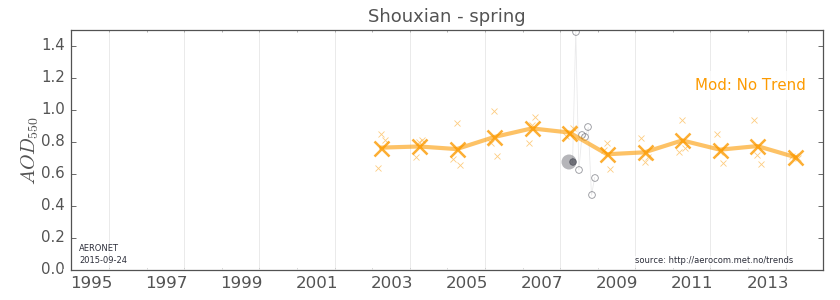 Shouxian - spring
1.4
1.2
1.0
0.8
0.6
0.4
0.2
0.0
AOD550
Mod: No Trend
AERONET
2015-09-24
source: http://aerocom.met.no/trends
1995 1997 1999 2001 2003 2005 2007 2009 2011 2013